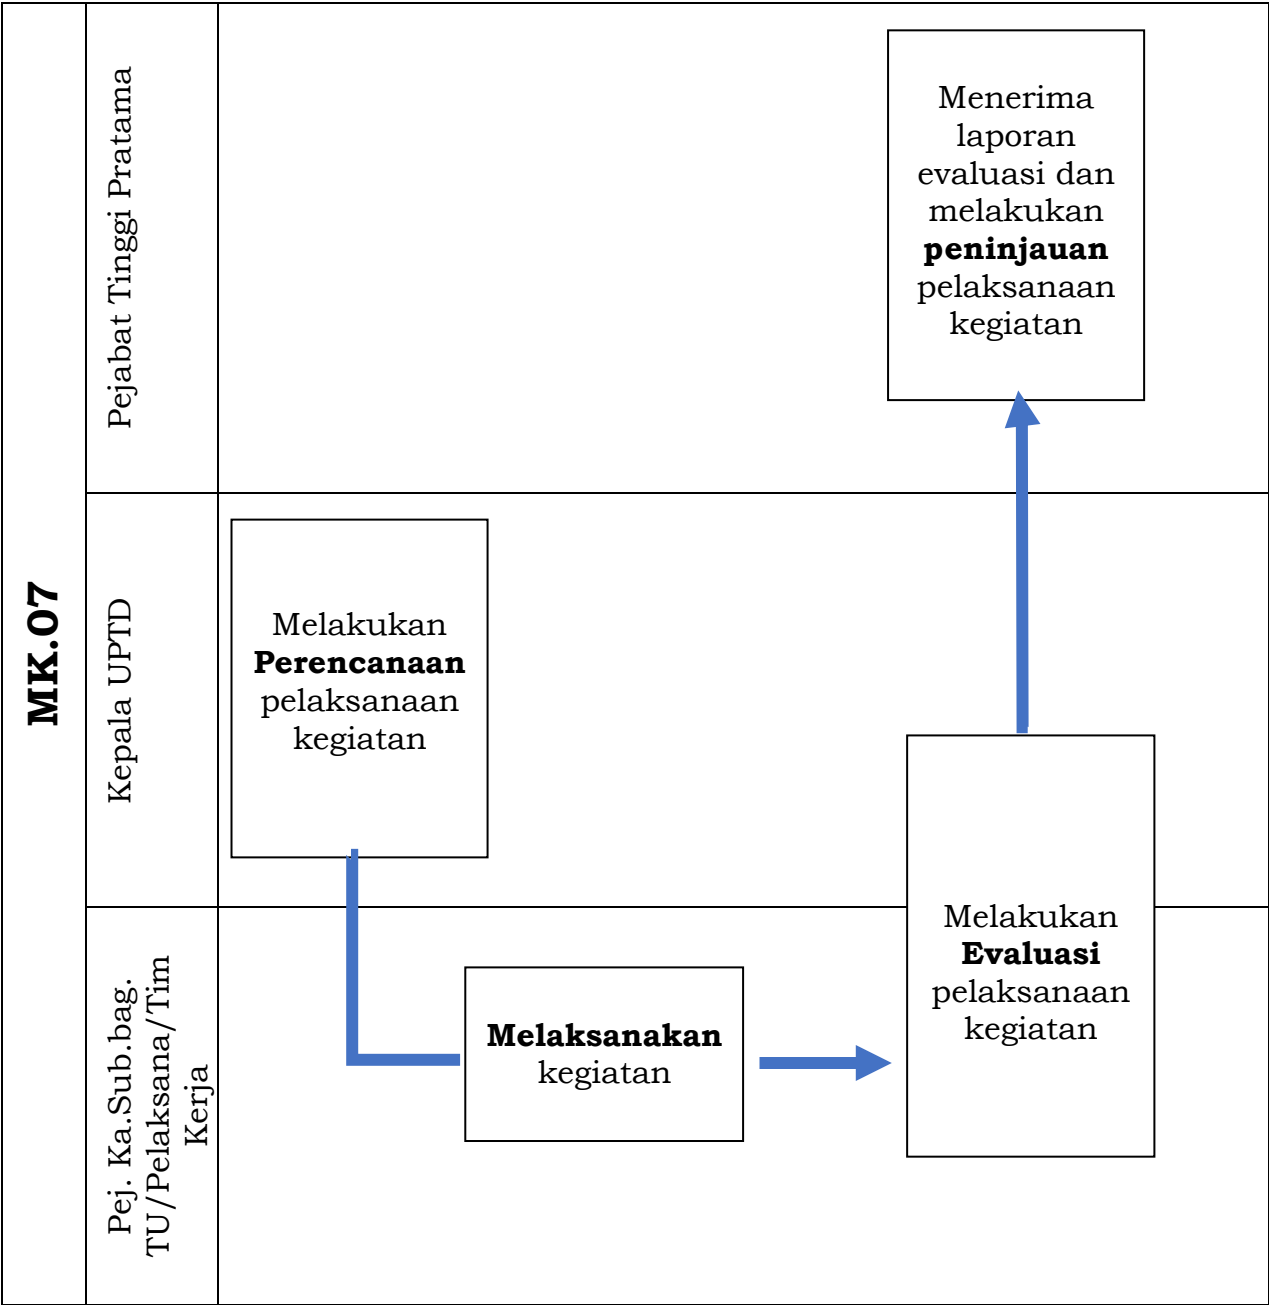 MK.07
Pejabat Tinggi Pratama
Menerima
laporan
evaluasi dan
melakukan
peninjauan
pelaksanaan
kegiatan
Kepala UPTD
Melakukan
Perencanaan
pelaksanaan
kegiatan
Pej. Ka.Sub.bag.
TU/Pelaksana/Tim
Kerja
Melaksanakan
kegiatan
Melakukan
Evaluasi
pelaksanaan
kegiatan